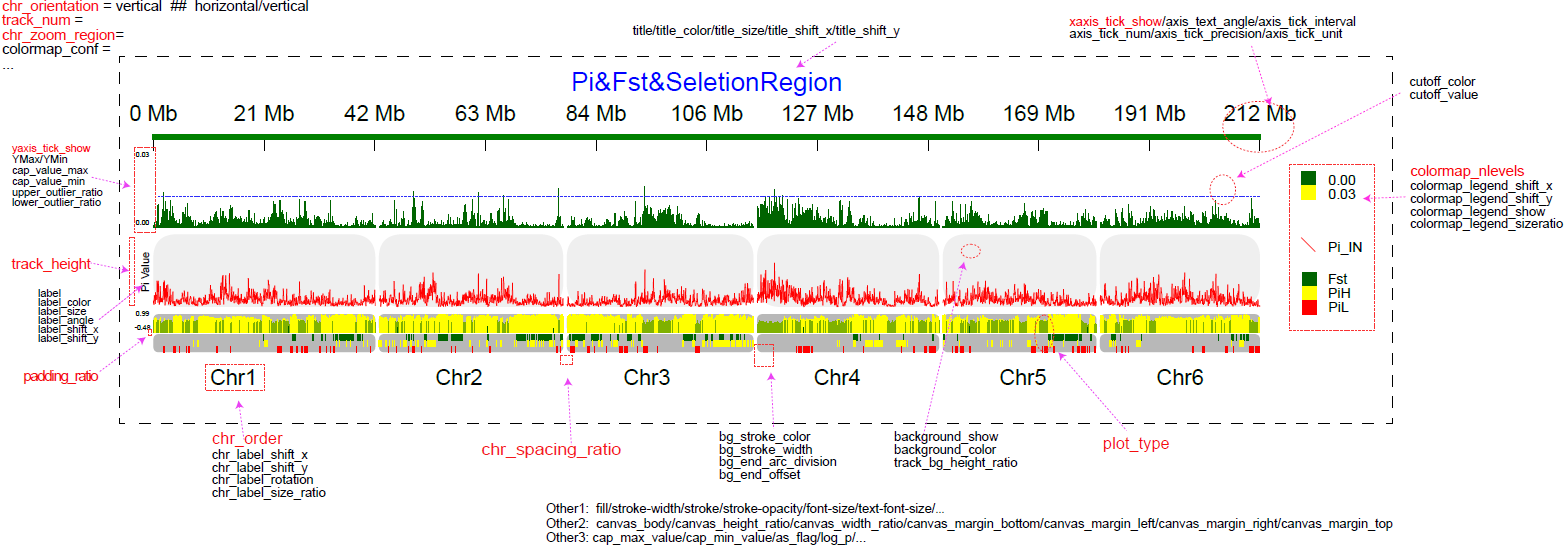 chr_orientation = vertical ## horizontal/vertical
track_num =
chr_zoom_region=
colormap_conf =
...
title/title_color/title_size/title_shift_x/title_shift_y
xaxis_tick_show/axis_text_angle/axis_tick_interval
axis_tick_num/axis_tick_precision/axis_tick_unit
Pi&Fst&SeletionRegion
cutoff_color
cutoff_value
0 Mb 21 Mb 42 Mb 63 Mb 84 Mb 106 Mb 127 Mb 148 Mb 169 Mb 191 Mb 212 Mb
yaxis_tick_show
YMax/YMin
cap_value_max
cap_value_min
upper_outlier_ratio
lower_outlier_ratio
0.03
0.00
0.00
0.03
Pi_IN
Fst
PiH
PiL
colormap_nlevels
colormap_legend_shift_x
colormap_legend_shift_y
colormap_legend_show
colormap_legend_sizeratio
track_height
Pi Value
label
label_color
label_size
label_angle
label_shift_x
label_shift_y
0.99
-0.48
padding_ratio
Chr1 Chr2 Chr3 Chr4 Chr5 Chr6
chr_order
chr_label_shift_x
chr_label_shift_y
chr_label_rotation
chr_label_size_ratio
chr_spacing_ratio
bg_stroke_color
bg_stroke_width
bg_end_arc_division
bg_end_offset
background_show
background_color
track_bg_height_ratio
plot_type
Other1: fill/stroke-width/stroke/stroke-opacity/font-size/text-font-size/...
Other2: canvas_body/canvas_height_ratio/canvas_width_ratio/canvas_margin_bottom/canvas_margin_left/canvas_margin_right/canvas_margin_top
Other3: cap_max_value/cap_min_value/as_flag/log_p/...